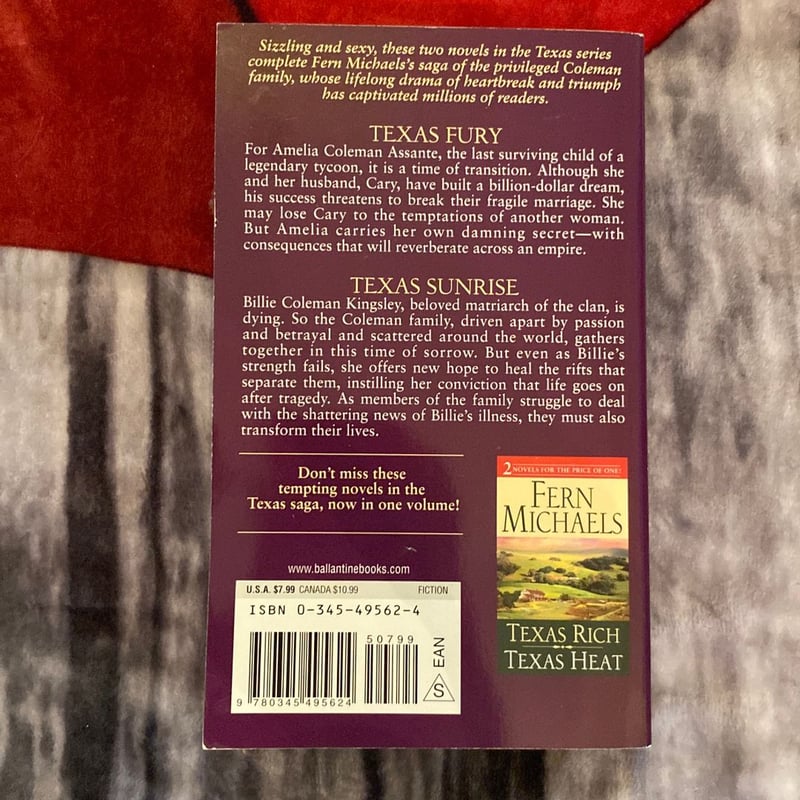 Sizzling and sexy, these two novels in the Texas series
complete Fern Michaels's saga of the privileged Coleman
family, whose lifelong drama of heartbreak and triumph
has captivated millions of readers.
TEXAS FURY
For Amelia Coleman Assante, the last surviving child of a
legendary tycoon, it is a time of transition. Although she
and her husband, Cary, have built a billion-dollar dream,
his success threatens to break their fragile marriage. She
may lose Cary to the temptations of another woman.
But Amelia carries her own damning secret—with
consequences that will reverberate across an empire.
TEXAS SUNRISE
Billie Coleman Kingsley, beloved matriarch of the clan, is
dying. So the Coleman family, driven apart by passion
and betrayal and scattered around the world, gathers
together in this time of sorrow. But even as Billie's
strength fails, she offers new hope to heal the rifts that
separate them, instilling her conviction that life goes on
after tragedy. As members of the family struggle to deal
with the shattering news of Billie's illness, they must also
transform their lives.
Don't miss these
tempting novels in the
Texas saga, now in one volume!
www.ballantinebooks.com
U.S.A. $7.99 CANADA $10.99 FICTION
ISBN 0-345-49562-4
50799
EAN
S
9 780345 495624
2 NOVELS FOR THE PRICE OF ONE!
FERN
MICHAELS
TEXAS RICH
TEXAS HEAT